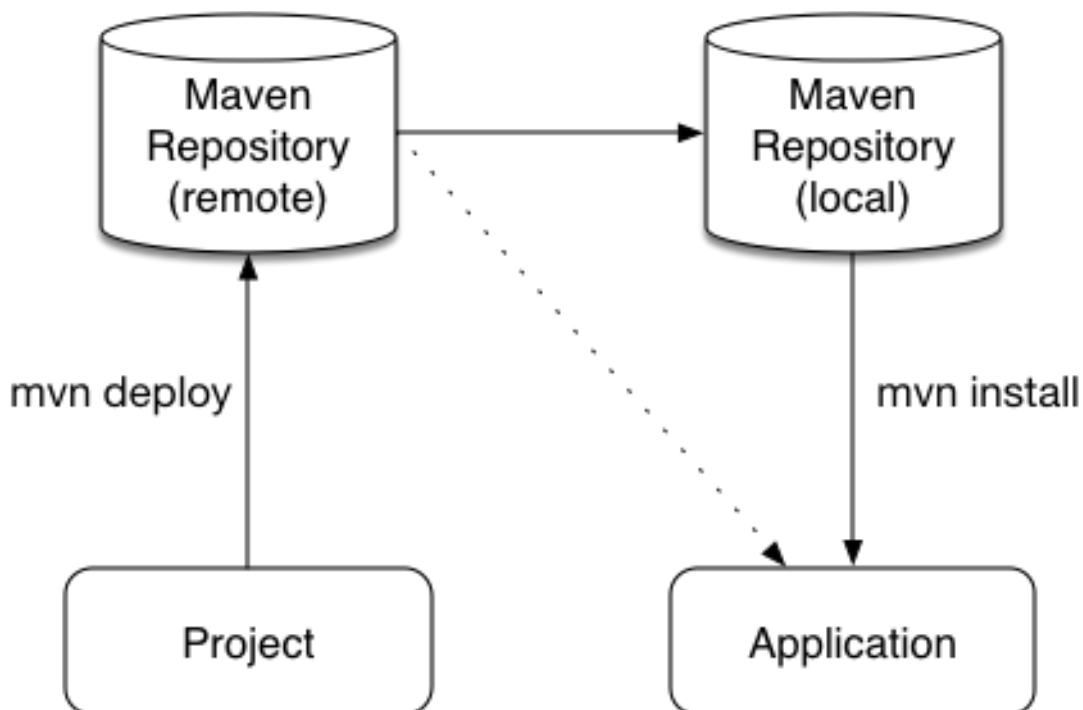 Maven
Repository
(remote)
Maven
Repository
(local)
mvn deploy
mvn install
Project
Application